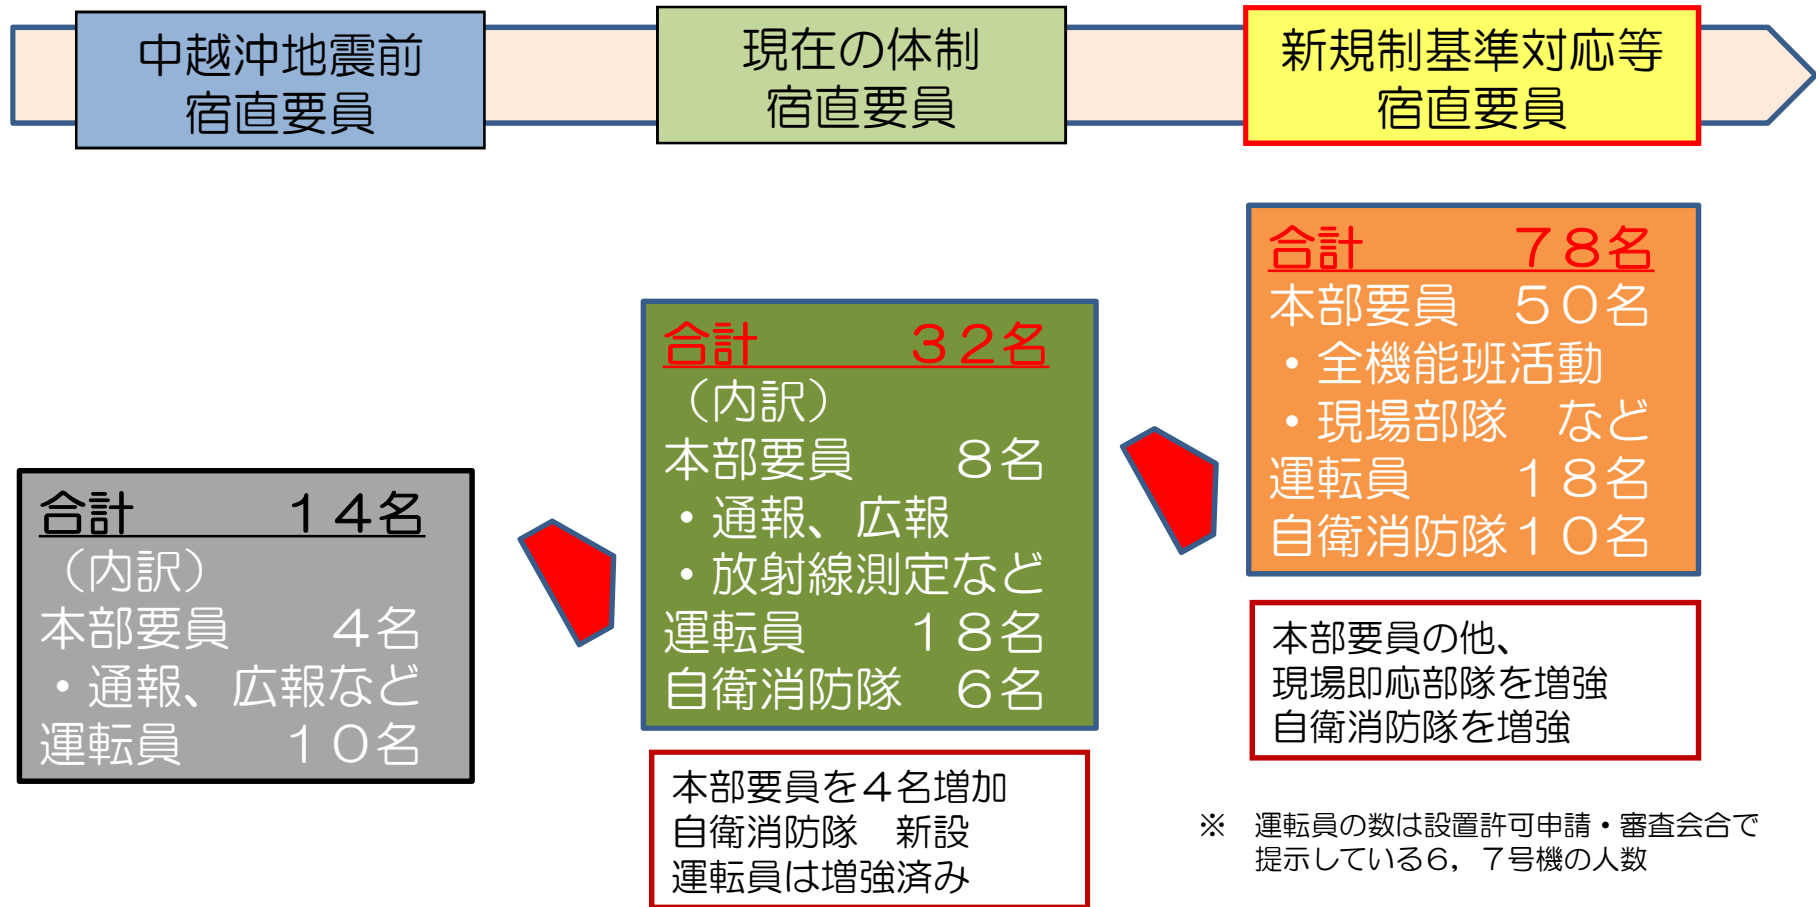 中越沖地震前
宿直要員
現在の体制
宿直要員
新規制基準対応等
宿直要員
合計　　　１４名
（内訳）
本部要員　　４名
・通報、広報など
運転員　　１０名
合計　　　３２名
（内訳）
本部要員　　８名
・通報、広報
・放射線測定など
運転員　　１８名
自衛消防隊　６名
本部要員を４名増加
自衛消防隊　新設
運転員は増強済み
合計　　　７８名
本部要員　５０名
・全機能班活動
・現場部隊　など
運転員　　１８名
自衛消防隊１０名
本部要員の他、
現場即応部隊を増強
自衛消防隊を増強
※　運転員の数は設置許可申請・審査会合で
提示している６，７号機の人数